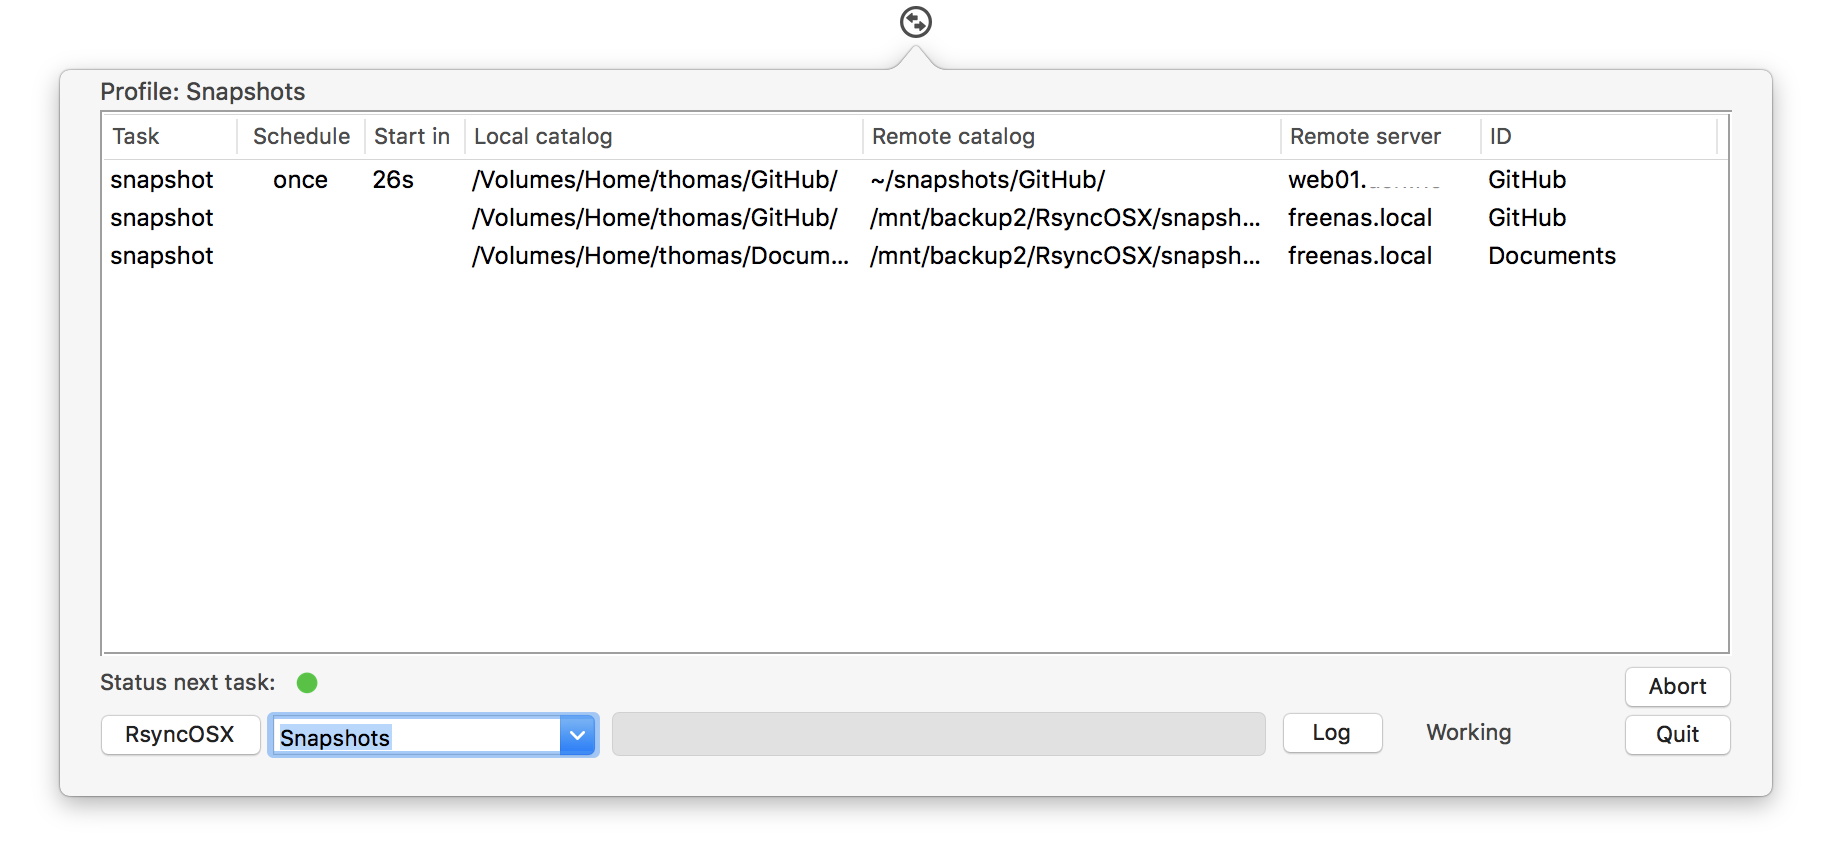 Profile: Snapshots
Task Schedule Start in Local catalog Remote catalog Remote server ID
snapshot once 26s /Volumes/Home/thomas/GitHub/ ~/snapshots/GitHub/ web01. GitHub
snapshot /Volumes/Home/thomas/GitHub/ /mnt/backup2/RsyncOSX/snapsh... freenas.local GitHub
snapshot /Volumes/Home/thomas/Docum... /mnt/backup2/RsyncOSX/snapsh... freenas.local Documents
Status next task:
Abort
RsyncOSX Snapshots Log Working Quit